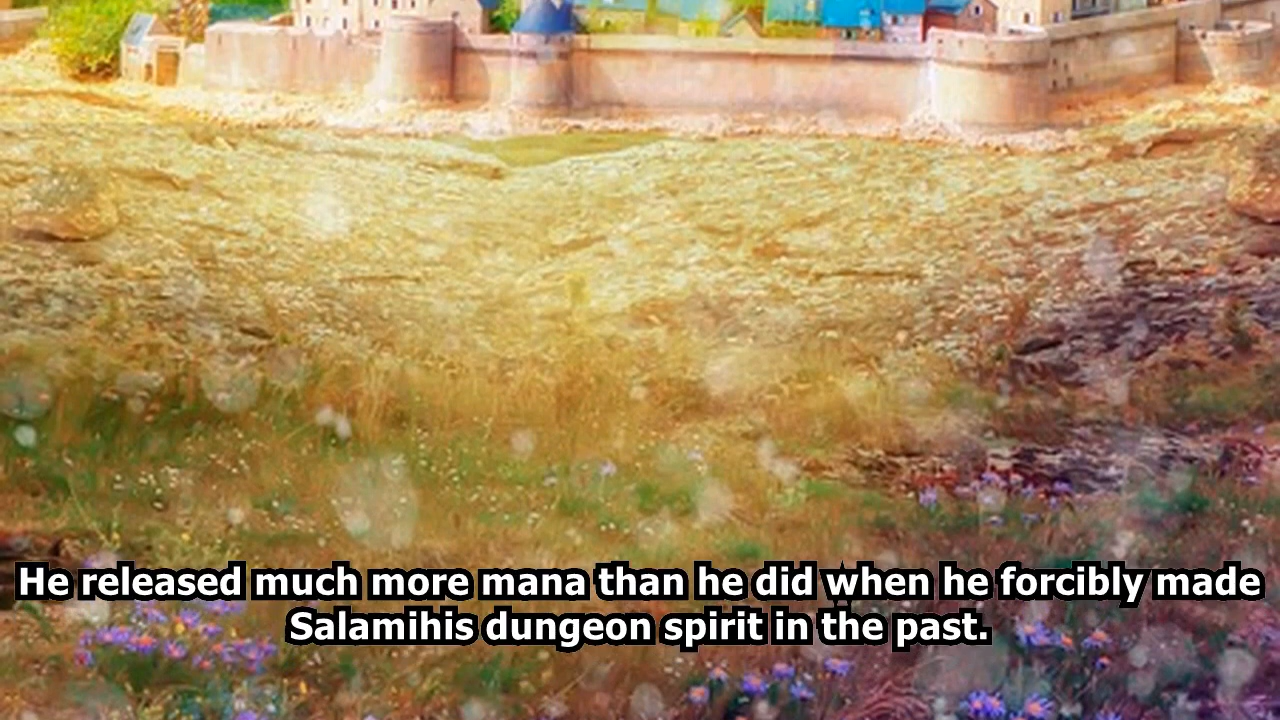 He released much more mana than he did when he forcibly made
Salamihis dungeon spirit in the past.